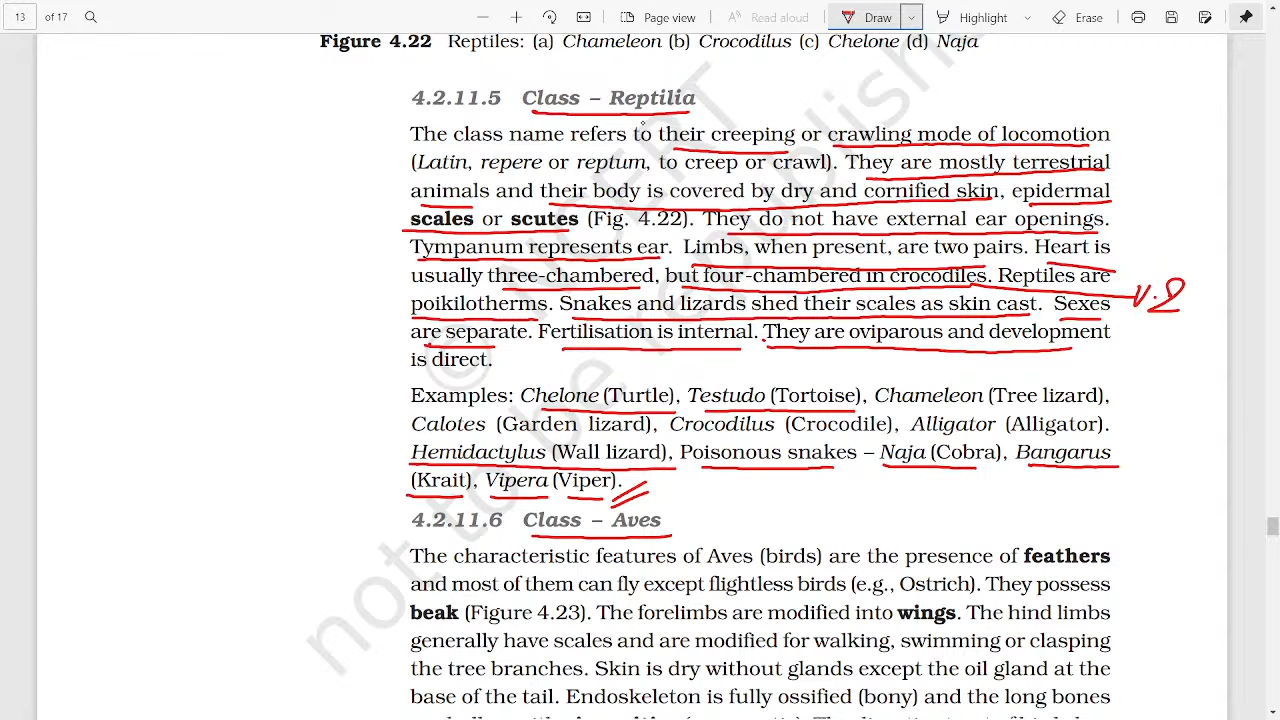 13 of 17 Page view Read aloud Draw Highlight Erase
Figure 4.22 Reptiles: (a) Chameleon (b) Crocodilus (c) Chelone (d) Naja
4.2.11.5 Class – Reptilia
The class name refers to their creeping or crawling mode of locomotion
(Latin, repere or reptum, to creep or crawl). They are mostly terrestrial
animals and their body is covered by dry and cornified skin, epidermal
scales or scutes (Fig. 4.22). They do not have external ear openings.
Tympanum represents ear. Limbs, when present, are two pairs. Heart is
usually three-chambered, but four-chambered in crocodiles. Reptiles are
poikilotherms. Snakes and lizards shed their scales as skin cast. Sexes
are separate. Fertilisation is internal. They are oviparous and development
is direct.
Examples: Chelone (Turtle), Testudo (Tortoise), Chameleon (Tree lizard),
Calotes (Garden lizard), Crocodilus (Crocodile), Alligator (Alligator).
Hemidactylus (Wall lizard), Poisonous snakes – Naja (Cobra), Bangarus
(Krait), Vipera (Viper).
4.2.11.6 Class – Aves
The characteristic features of Aves (birds) are the presence of feathers
and most of them can fly except flightless birds (e.g., Ostrich). They possess
beak (Figure 4.23). The forelimbs are modified into wings. The hind limbs
generally have scales and are modified for walking, swimming or clasping
the tree branches. Skin is dry without glands except the oil gland at the
base of the tail. Endoskeleton is fully ossified (bony) and the long bones
© NCERT
not to be republishe